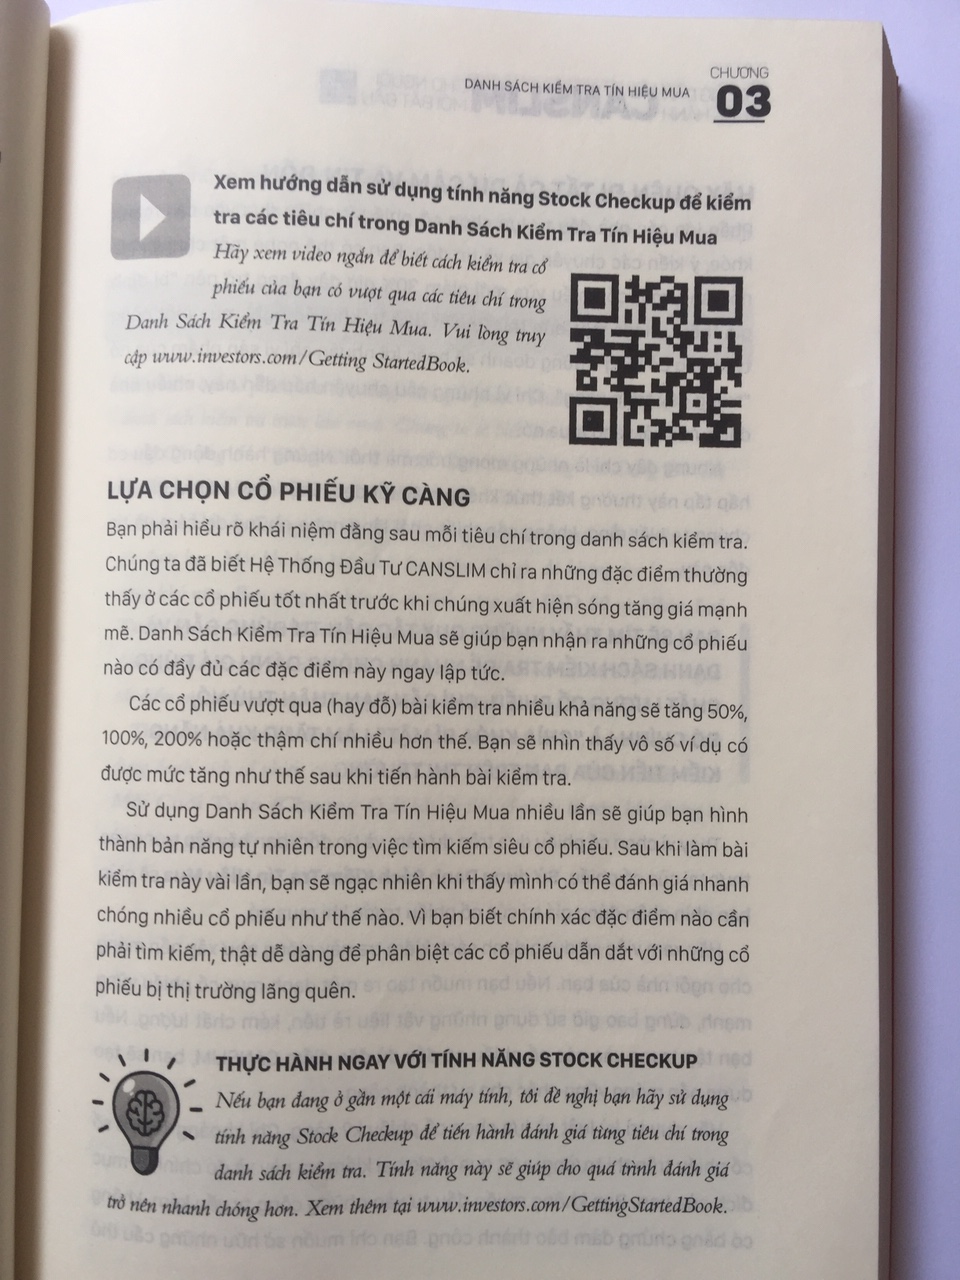 DANH SÁCH KIỂM TRA TÍN HIỆU MUA
CHƯƠNG
03
Xem hướng dẫn sử dụng tính năng Stock Checkup để kiểm
tra các tiêu chí trong Danh Sách Kiểm Tra Tín Hiệu Mua
Hãy xem video ngắn để biết cách kiểm tra cổ
phiếu của bạn có vượt qua các tiêu chí trong
Danh Sách Kiểm Tra Tín Hiệu Mua. Vui lòng truy
cập www.investors.com/Getting StartedBook.
LỰA CHỌN CỔ PHIẾU KỸ CÀNG
Bạn phải hiểu rõ khái niệm đằng sau mỗi tiêu chí trong danh sách kiểm tra.
Chúng ta đã biết Hệ Thống Đầu Tư CANSLIM chỉ ra những đặc điểm thường
thấy ở các cổ phiếu tốt nhất trước khi chúng xuất hiện sóng tăng giá mạnh
mẽ. Danh Sách Kiểm Tra Tín Hiệu Mua sẽ giúp bạn nhận ra những cổ phiếu
nào có đầy đủ các đặc điểm này ngay lập tức.
Các cổ phiếu vượt qua (hay đỗ) bài kiểm tra nhiều khả năng sẽ tăng 50%,
100%, 200% hoặc thậm chí nhiều hơn thế. Bạn sẽ nhìn thấy vô số ví dụ có
được mức tăng như thế sau khi tiến hành bài kiểm tra.
Sử dụng Danh Sách Kiểm Tra Tín Hiệu Mua nhiều lần sẽ giúp bạn hình
thành bản năng tự nhiên trong việc tìm kiếm siêu cổ phiếu. Sau khi làm bài
kiểm tra này vài lần, bạn sẽ ngạc nhiên khi thấy mình có thể đánh giá nhanh
chóng nhiều cổ phiếu như thế nào. Vì bạn biết chính xác đặc điểm nào cần
phải tìm kiếm, thật dễ dàng để phân biệt các cổ phiếu dẫn dắt với những cổ
phiếu bị thị trường lãng quên.
THỰC HÀNH NGAY VỚI TÍNH NĂNG STOCK CHECKUP
Nếu bạn đang ở gần một cái máy tính, tôi đề nghị bạn hãy sử dụng
tính năng Stock Checkup để tiến hành đánh giá từng tiêu chí trong
danh sách kiểm tra. Tính năng này sẽ giúp cho quá trình đánh giá
trở nên nhanh chóng hơn. Xem thêm tại www.investors.com/GettingStartedBook.